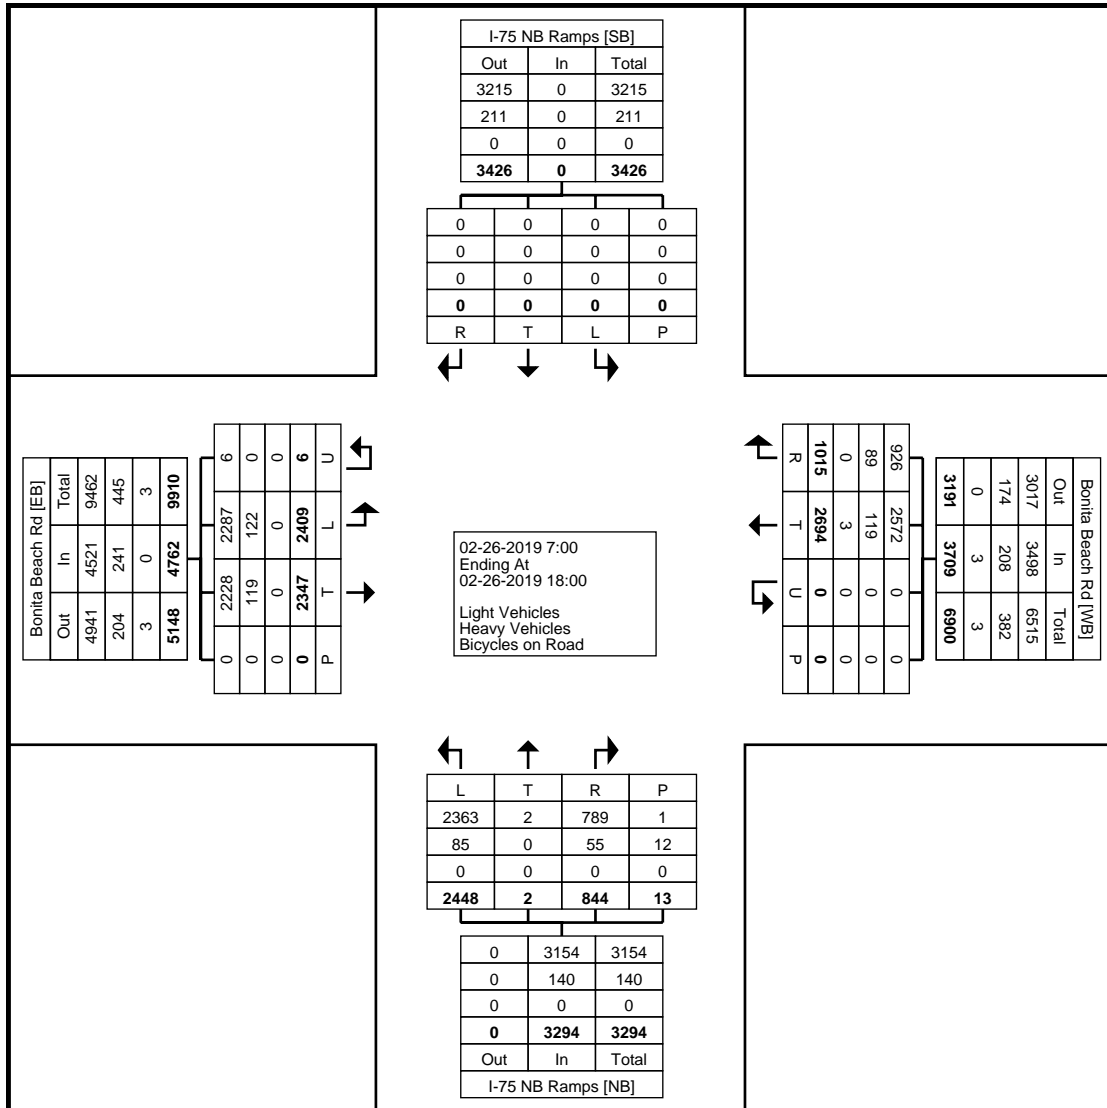 I-75 NB Ramps [SB]
Out In Total
3215 0 3215
211 0 211
0 0 0
3426 0 3426
0 0 0 0
0 0 0 0
0 0 0 0
0 0 0 0
R T L P
Bonita Beach Rd [EB]
Out In Total
4941 4521 9462
204 241 445
3 0 3
5148 4762 9910
6 2287 2228 0
0 122 119 0
0 0 0 0
6 2409 2347 0
U L T P
02-26-2019 7:00
Ending At
02-26-2019 18:00
Light Vehicles
Heavy Vehicles
Bicycles on Road
Bonita Beach Rd [WB]
Out In Total
3017 3498 6515
174 208 382
0 3 3
3191 3709 6900
926 2572 0 0
89 119 0 0
0 3 0 0
1015 2694 0 0
R T U P
L T R P
2363 2 789 1
85 0 55 12
0 0 0 0
2448 2 844 13
0 3154 3154
0 140 140
0 0 0
0 3294 3294
Out In Total
I-75 NB Ramps [NB]